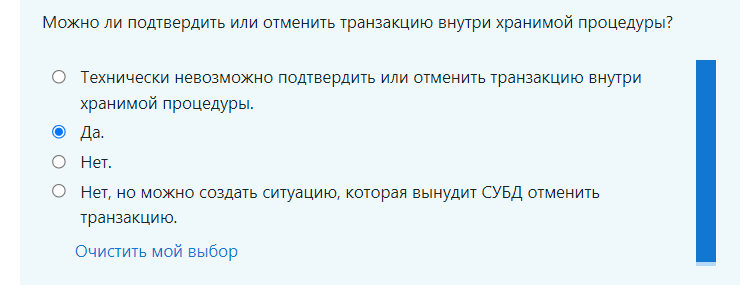 Можно ли подтвердить или отменить транзакцию внутри хранимой процедуры?
Технически невозможно подтвердить или отменить транзакцию внутри
хранимой процедуры.
Да.
Нет.
Нет, но можно создать ситуацию, которая вынудит СУБД отменить
транзакцию.
Очистить мой выбор